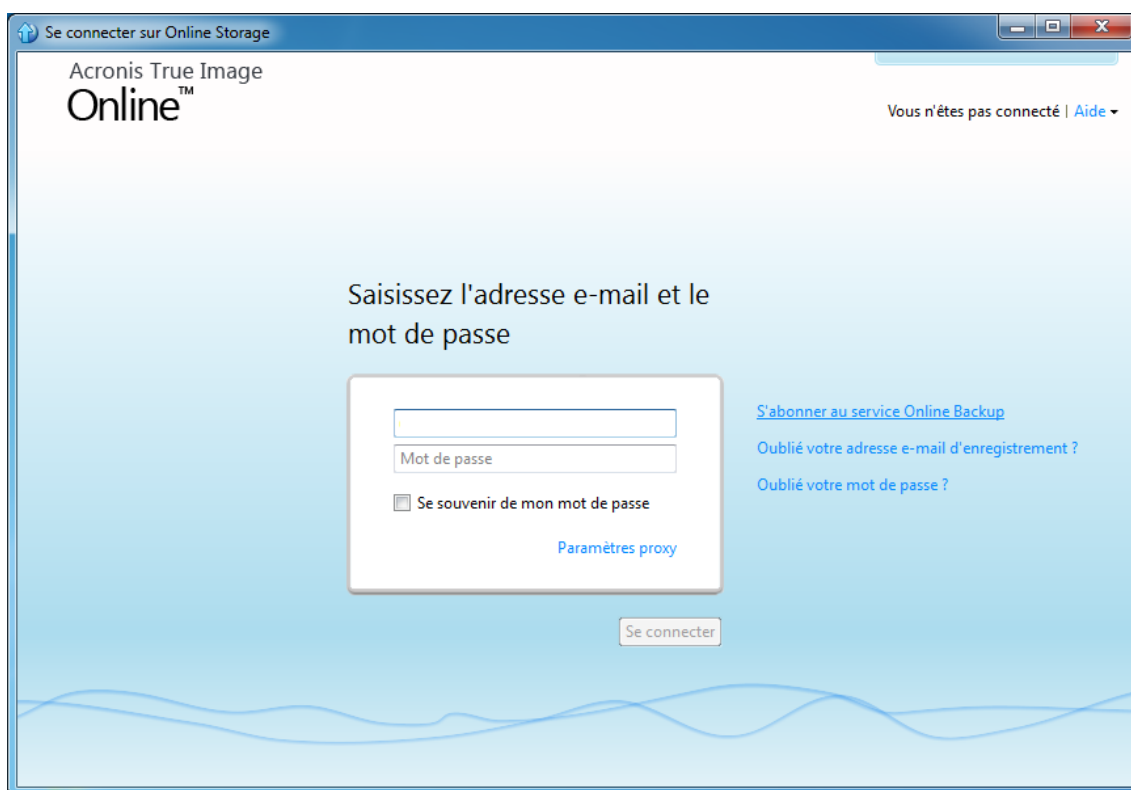 Se connecter sur Online Storage
Acronis True Image
Online™
Vous n'êtes pas connecté | Aide
Saisissez l'adresse e-mail et le
mot de passe
Mot de passe
Se souvenir de mon mot de passe
Paramètres proxy
Se connecter
S'abonner au service Online Backup
Oublié votre adresse e-mail d'enregistrement ?
Oublié votre mot de passe ?